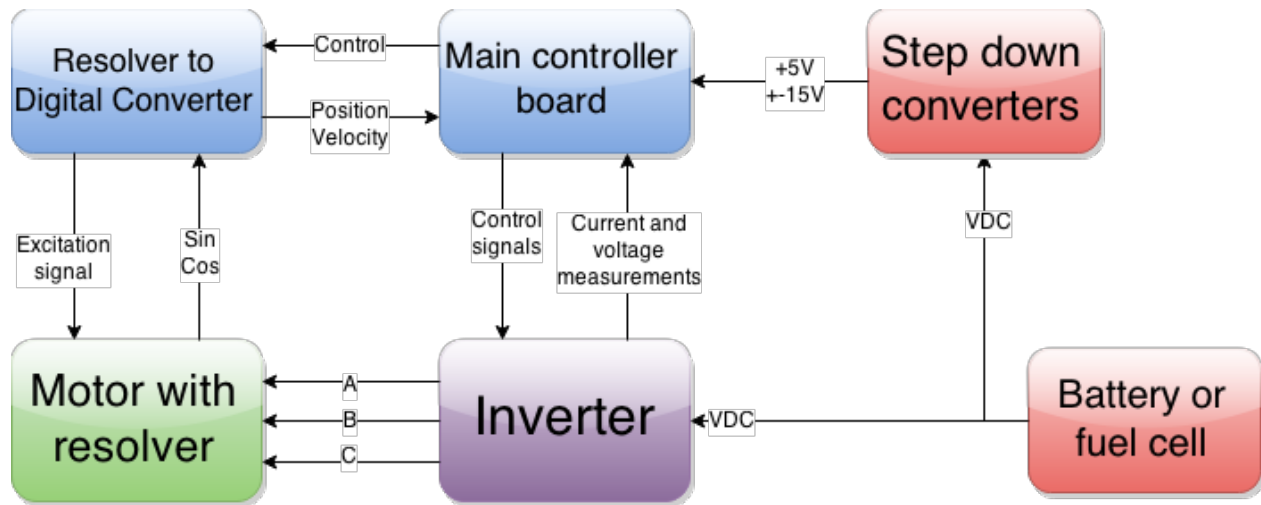 Resolver to
Digital Converter
Control
Position
Velocity
Main controller
board
+5V
+-15V
Step down
converters
Excitation
signal
Sin
Cos
Control
signals
Current and
voltage
measurements
VDC
Motor with
resolver
A
B
C
Inverter
VDC
Battery or
fuel cell